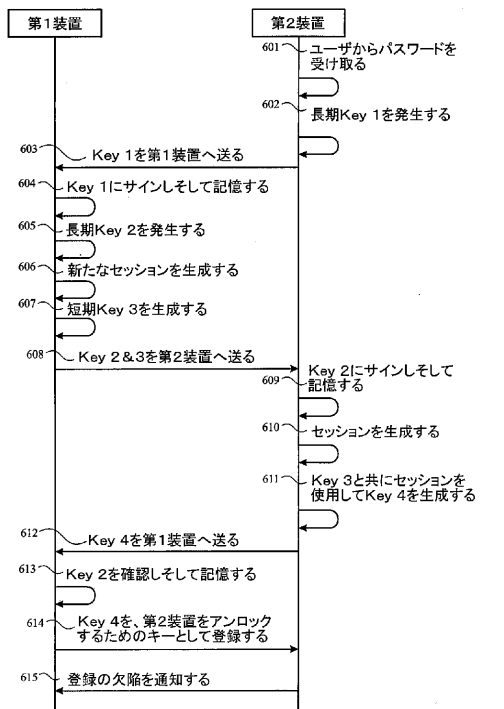 第1装置
第2装置
601
ユーザからパスワードを
受け取る
602
長期Key 1を発生する
603
Key 1を第1装置へ送る
604
Key 1にサインしそして記憶する
605
長期Key 2を発生する
606
新たなセッションを生成する
607
短期Key 3を生成する
608
Key 2&3を第2装置へ送る
609
Key 2にサインしそして
記憶する
610
セッションを生成する
611
Key 3と共にセッションを
使用してKey 4を生成する
612
Key 4を第1装置へ送る
613
Key 2を確認しそして記憶する
614
Key 4を、第2装置をアンロック
するためのキーとして登録する
615
登録の欠陥を通知する